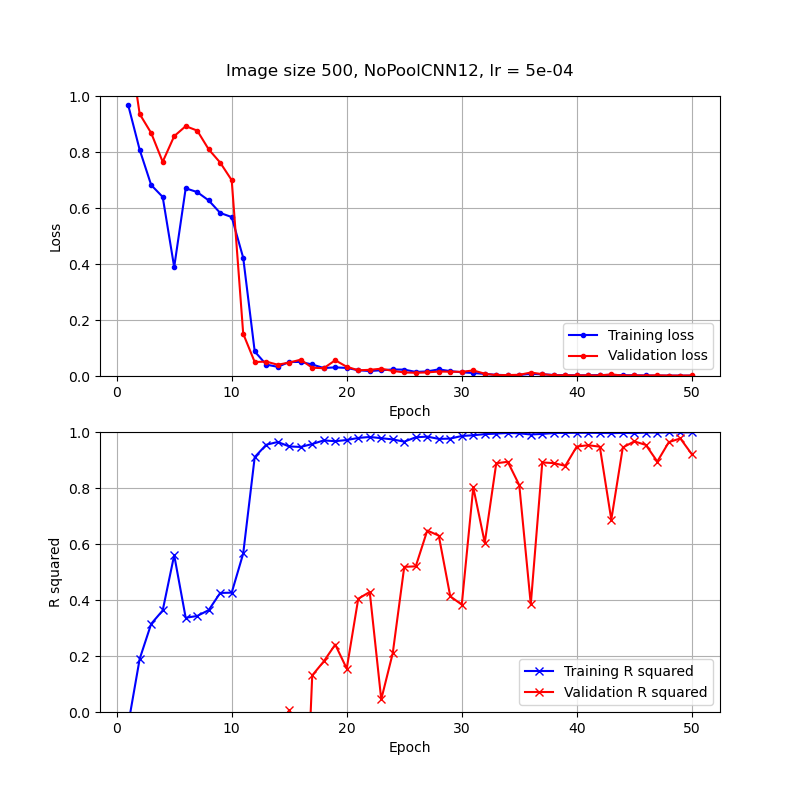 Image size 500, NoPoolCNN12, lr = 5e-04
1.0
0.8
0.6
0.4
0.2
0.0
Loss
0 10 20 30 40 50
Epoch
Training loss
Validation loss
1.0
0.8
0.6
0.4
0.2
0.0
R squared
0 10 20 30 40 50
Epoch
Training R squared
Validation R squared